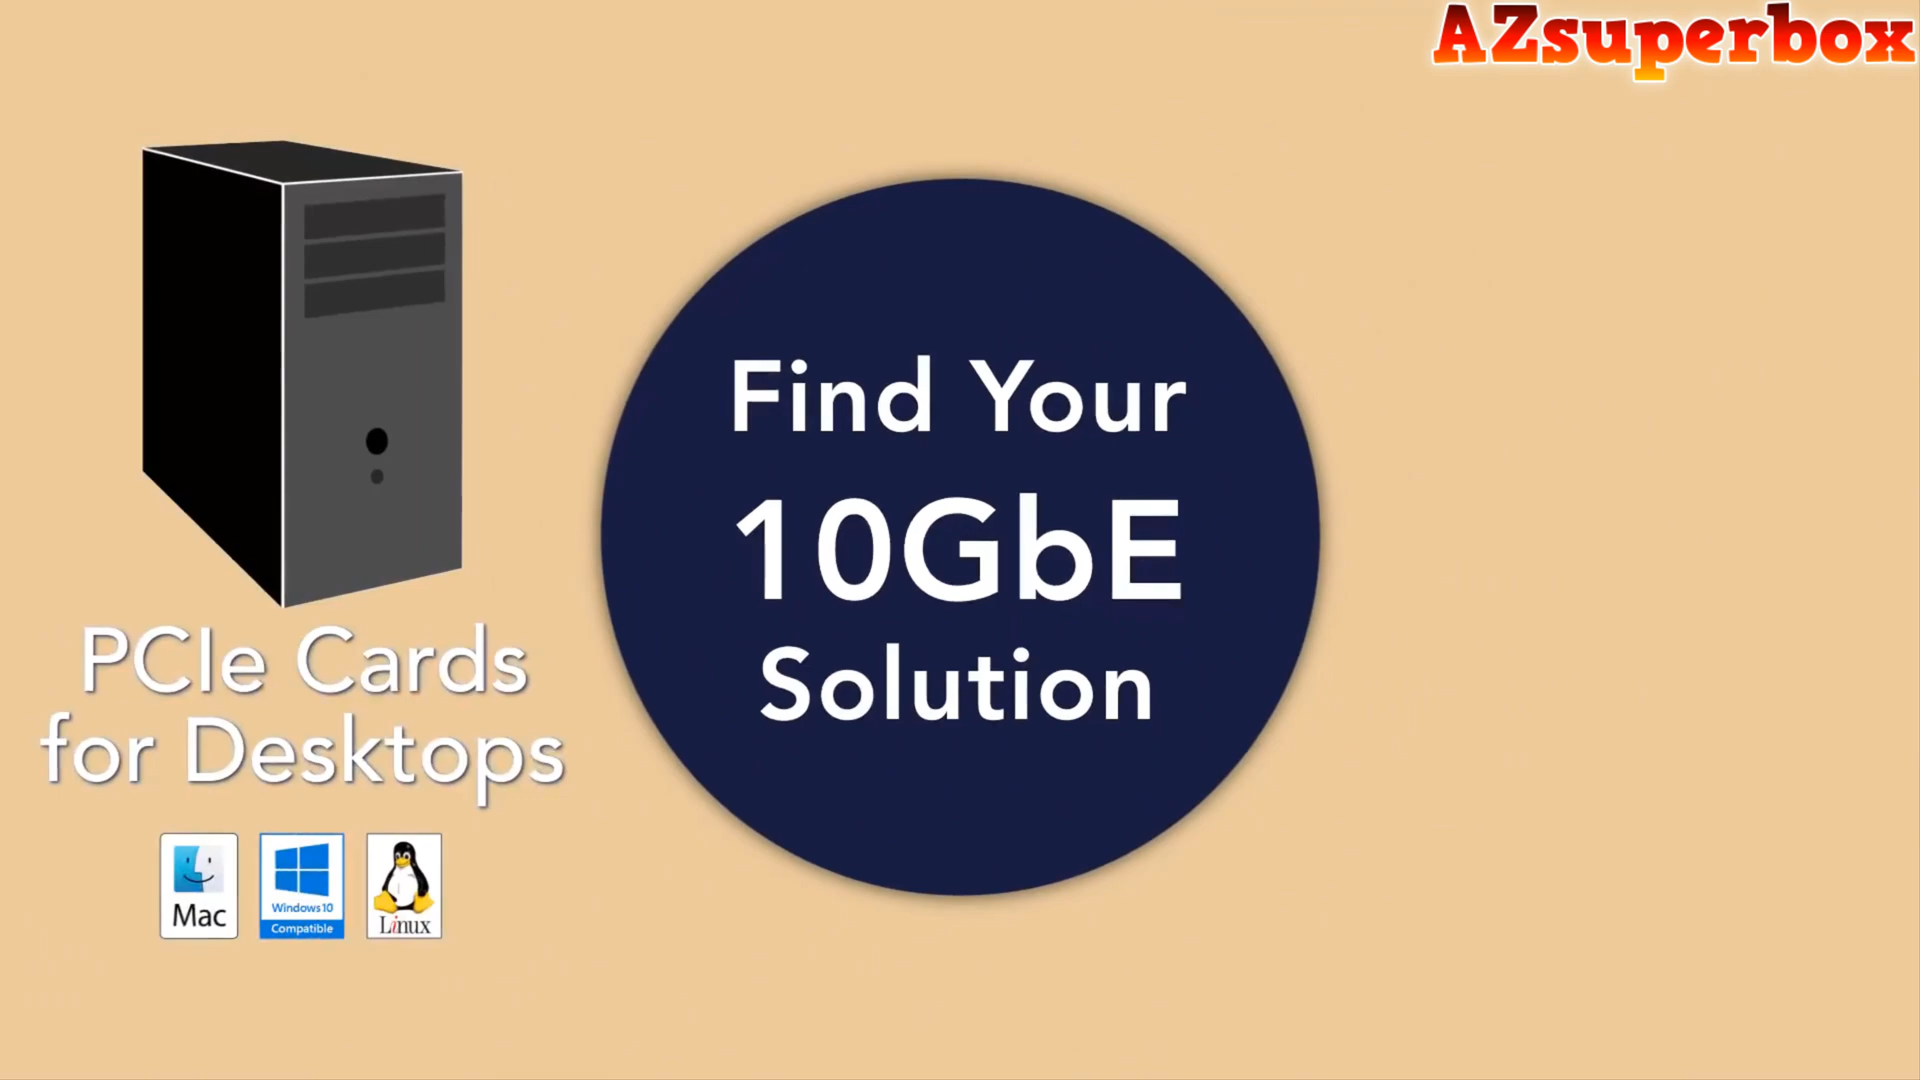 AZsuperbox
Find Your
10GbE
Solution
PCIe Cards
for Desktops
Mac
Windows 10
Compatible
Linux